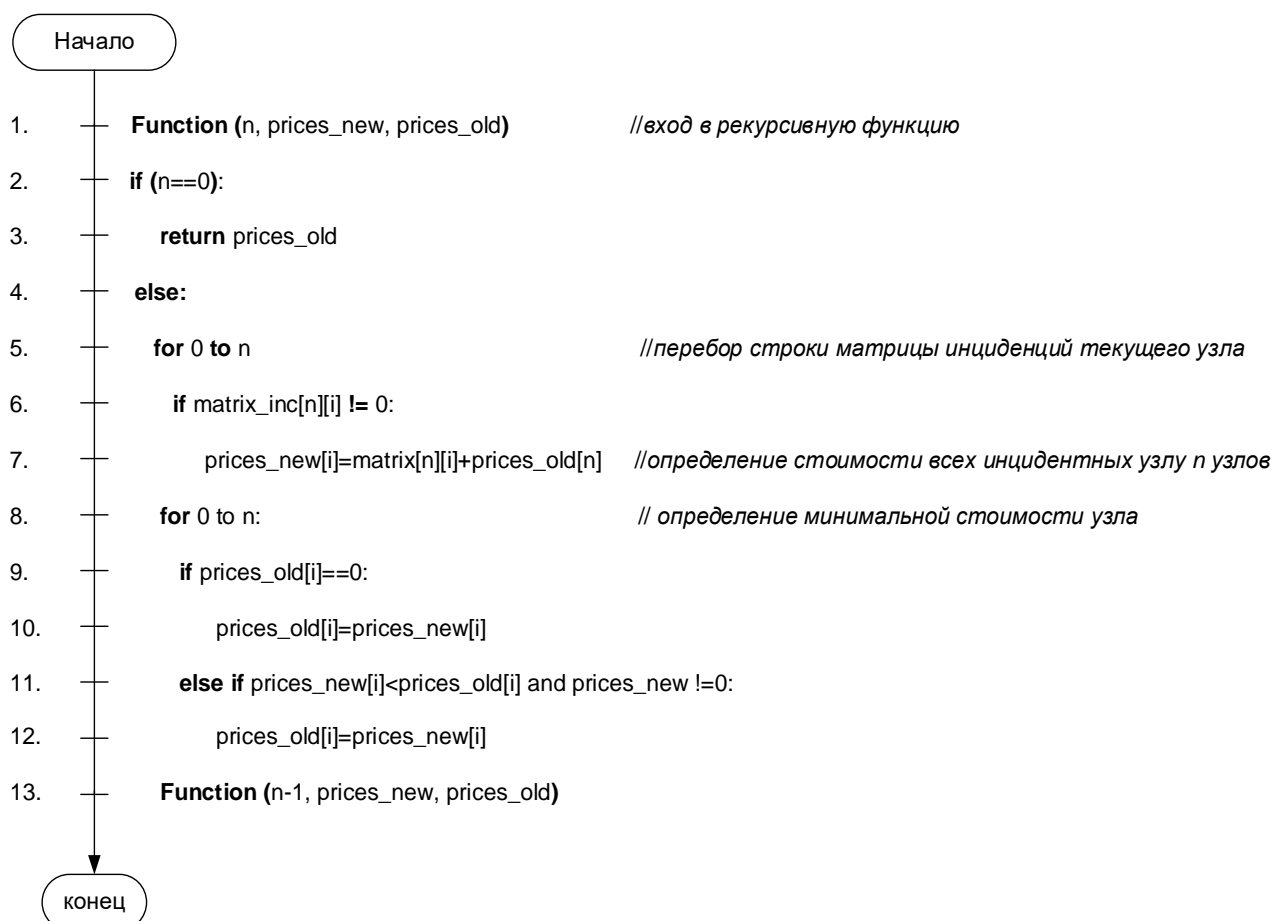 Начало
1. Function (n, prices_new, prices_old) //вход в рекурсивную функцию
2. if (n==0):
3. return prices_old
4. else:
5. for 0 to n //перебор строки матрицы инциденций текущего узла
6. if matrix_inc[n][i] != 0:
7. prices_new[i]=matrix[n][i]+prices_old[n] //определение стоимости всех инцидентных узлу n узлов
8. for 0 to n: // определение минимальной стоимости узла
9. if prices_old[i]==0:
10. prices_old[i]=prices_new[i]
11. else if prices_new[i]<prices_old[i] and prices_new !=0:
12. prices_old[i]=prices_new[i]
13. Function (n-1, prices_new, prices_old)
конец